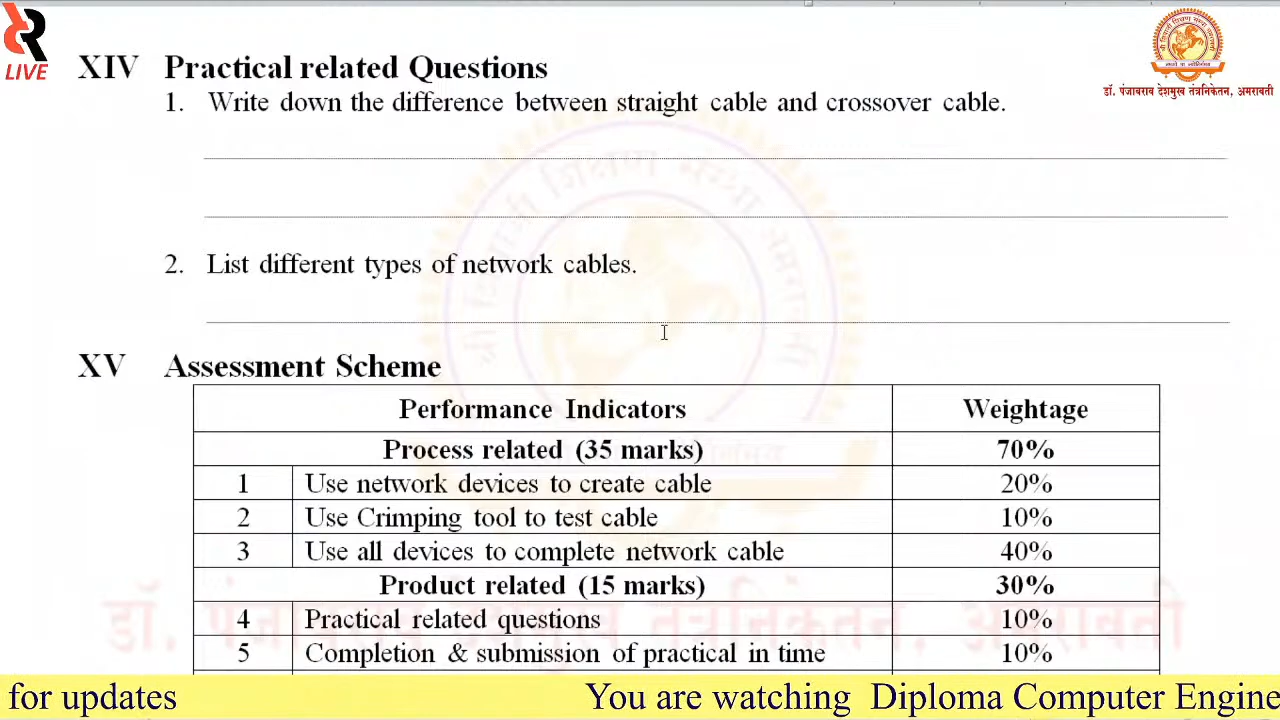 LIVE
डॉ. पंजाबराव देशमुख तंत्रनिकेतन, अमरावती
XIV Practical related Questions
1. Write down the difference between straight cable and crossover cable.
2. List different types of network cables.
XV Assessment Scheme
Performance Indicators Weightage
Process related (35 marks) 70%
1 Use network devices to create cable 20%
2 Use Crimping tool to test cable 10%
3 Use all devices to complete network cable 40%
Product related (15 marks) 30%
4 Practical related questions 10%
5 Completion & submission of practical in time 10%
for updates You are watching Diploma Computer Engine